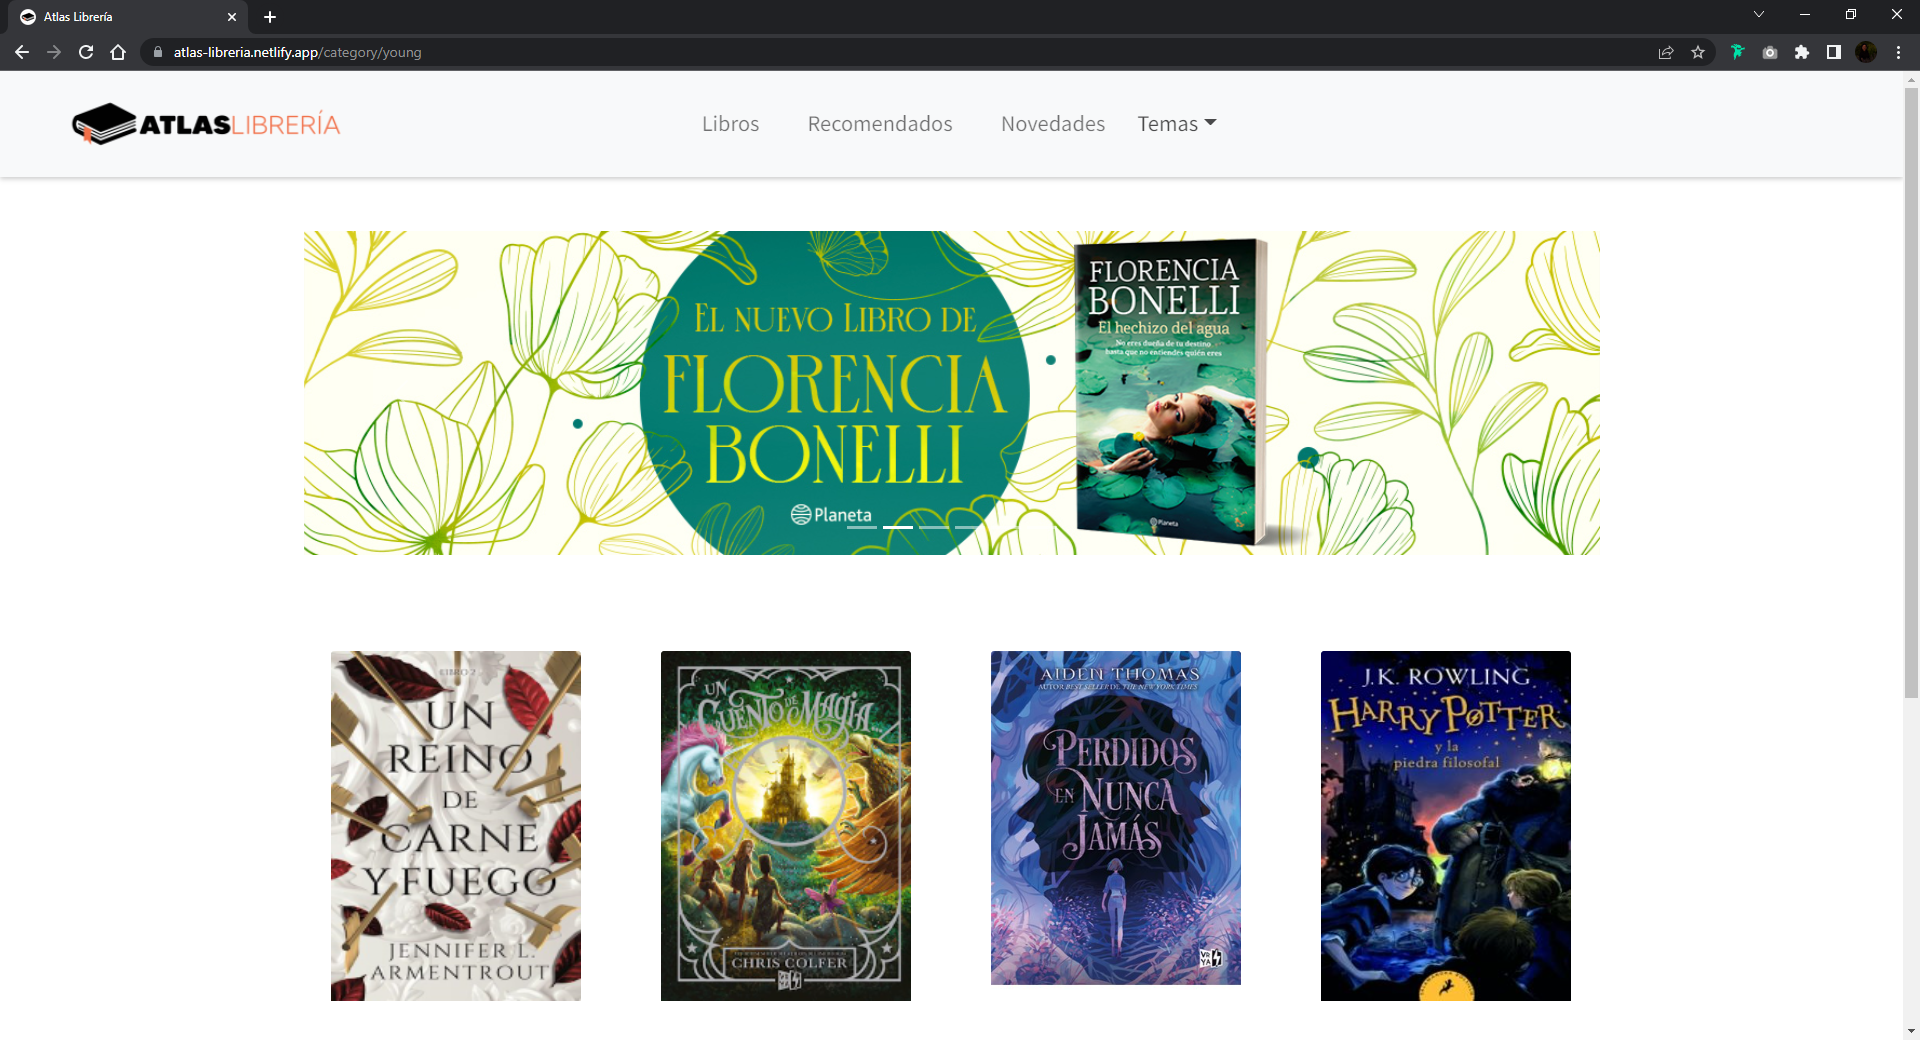 Atlas Librería
atlas-libreria.netlify.app/category/young
ATLASLIBRERÍA
Libros
Recomendados
Novedades
Temas
EL NUEVO LIBRO DE
FLORENCIA
BONELLI
Planeta
FLORENCIA
BONELLI
El hechizo del agua
No eres dueña de tu destino
hasta que no entiendes quién eres
Planeta
LIBRO 2
UN
REINO
DE
CARNE
Y FUEGO
JENNIFER L.
ARMENTROUT
UN
CUENTO DE MAGIA...
CHRIS COLFER
AIDEN THOMAS
AUTOR BEST SELLER DE THE NEW YORK TIMES
PERDIDOS
EN NUNCA
JAMÁS
VR
YA
J.K. ROWLING
HARRY POTTER
y la
piedra filosofal